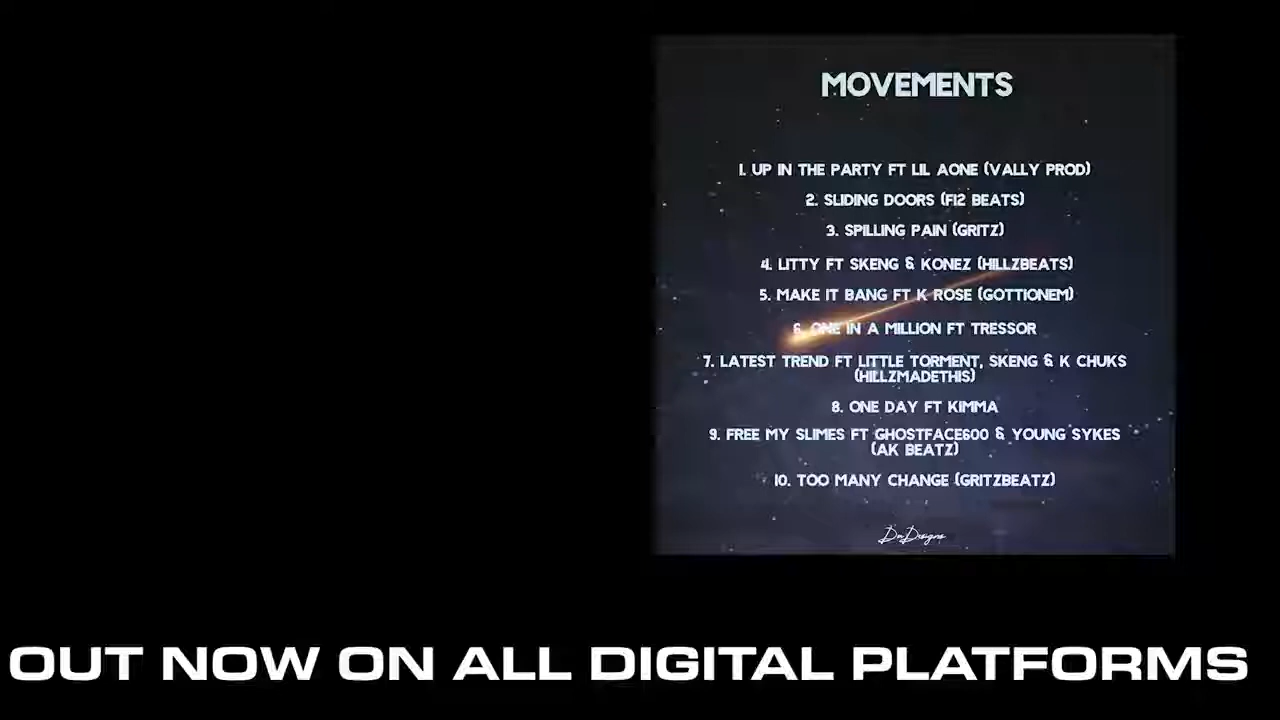 MOVEMENTS
1. UP IN THE PARTY FT LIL AONE (VALLY PROD)
2. SLIDING DOORS (F12 BEATS)
3. SPILLING PAIN (GRITZ)
4. LITTY FT SKENG & KONEZ (HILLZBEATS)
5. MAKE IT BANG FT K ROSE (GOTTIONEM)
6. ONE IN A MILLION FT TRESSOR
7. LATEST TREND FT LITTLE TORMENT, SKENG & K CHUKS
(HILLZMADETHIS)
8. ONE DAY FT KIMMA
9. FREE MY SLIMES FT GHOSTFACE600 & YOUNG SYKES
(AK BEATZ)
10. TOO MANY CHANGE (GRITZBEATZ)
OUT NOW ON ALL DIGITAL PLATFORMS